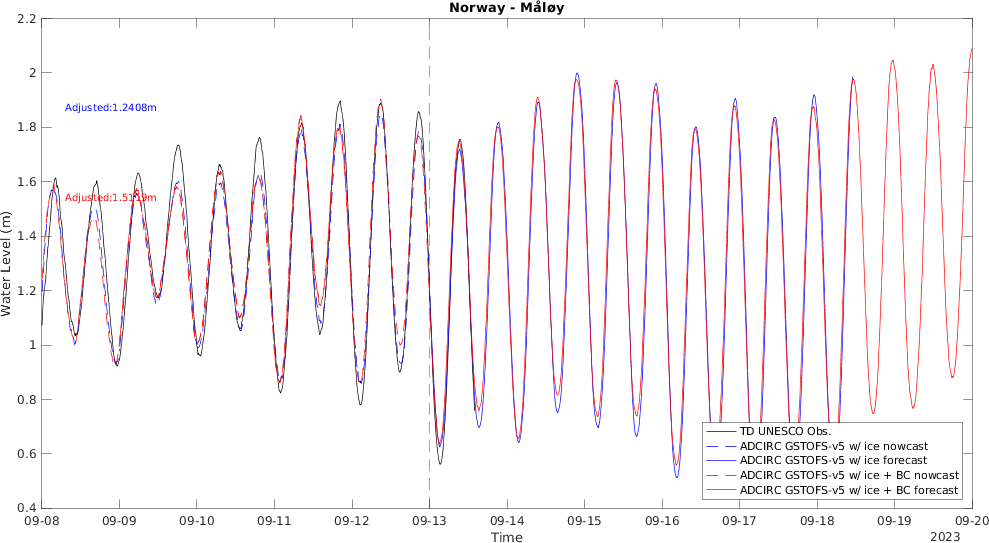 Norway - Måløy
2.2
2
1.8
1.6
1.4
1.2
1
0.8
0.6
0.4
Water Level (m)
Adjusted:1.2408m
Adjusted:1.5119m
TD UNESCO Obs.
ADCIRC GSTOFS-v5 w/ ice nowcast
ADCIRC GSTOFS-v5 w/ ice forecast
ADCIRC GSTOFS-v5 w/ ice + BC nowcast
ADCIRC GSTOFS-v5 w/ ice + BC forecast
09-08 09-09 09-10 09-11 09-12 09-13 09-14 09-15 09-16 09-17 09-18 09-19 09-20
Time
2023